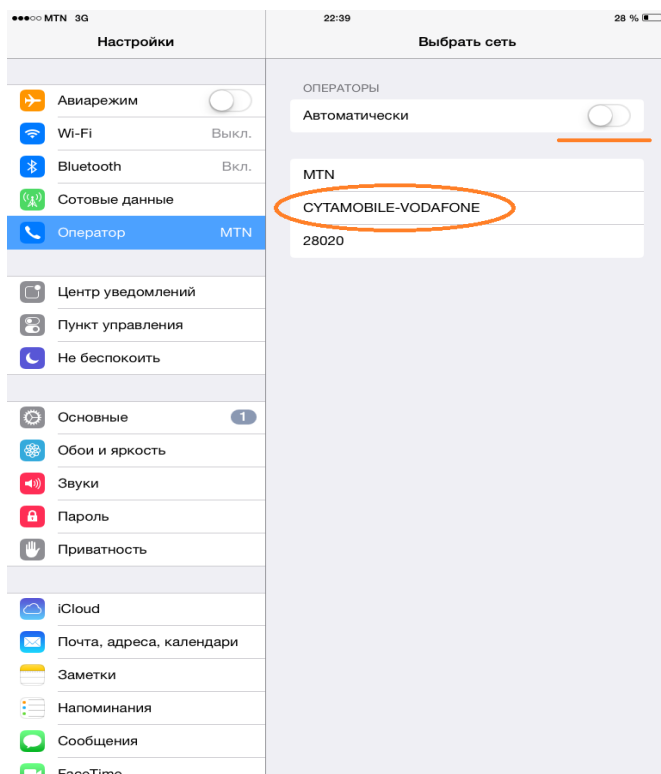 MTN 3G 22:39 28 %
Настройки
Выбрать сеть
Авиарежим
Wi-Fi Выкл.
Bluetooth Вкл.
Сотовые данные
Оператор MTN
Центр уведомлений
Пункт управления
Не беспокоить
Основные 1
Обои и яркость
Звуки
Пароль
Приватность
iCloud
Почта, адреса, календари
Заметки
Напоминания
Сообщения
FaceTime
ОПЕРАТОРЫ
Автоматически
MTN
CYTAMOBILE-VODAFONE
28020